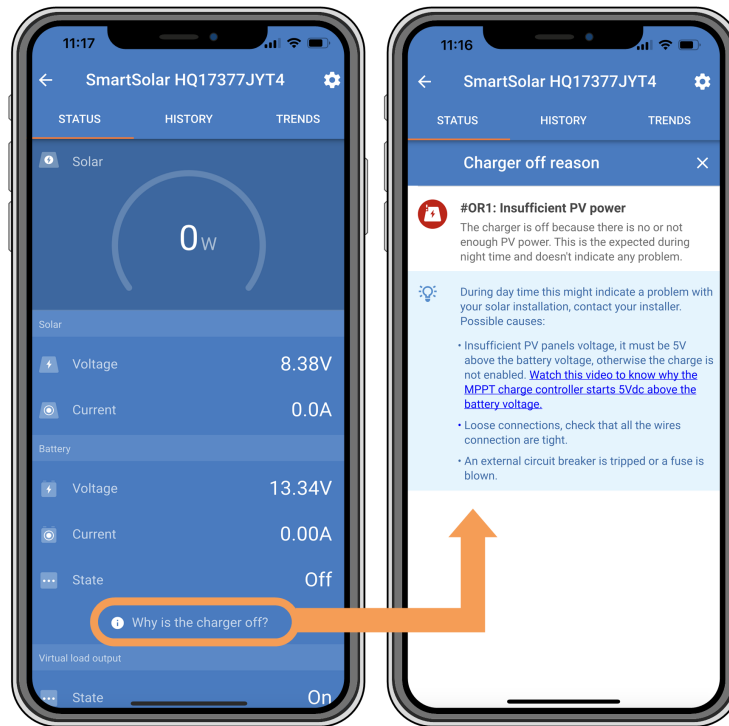 11:17
SmartSolar HQ17377JYT4
STATUS HISTORY TRENDS
Solar
0W
Solar
Voltage 8.38V
Current 0.0A
Battery
Voltage 13.34V
Current 0.00A
State Off
Why is the charger off?
Virtual load output
State On
11:16
SmartSolar HQ17377JYT4
STATUS HISTORY TRENDS
Charger off reason
#OR1: Insufficient PV power
The charger is off because there is no or not
enough PV power. This is the expected during
night time and doesn't indicate any problem.
During day time this might indicate a problem with
your solar installation, contact your installer.
Possible causes:
• Insufficient PV panels voltage, it must be 5V
above the battery voltage, otherwise the charge is
not enabled. Watch this video to know why the
MPPT charge controller starts 5Vdc above the
battery voltage.
• Loose connections, check that all the wires
connection are tight.
• An external circuit breaker is tripped or a fuse is
blown.